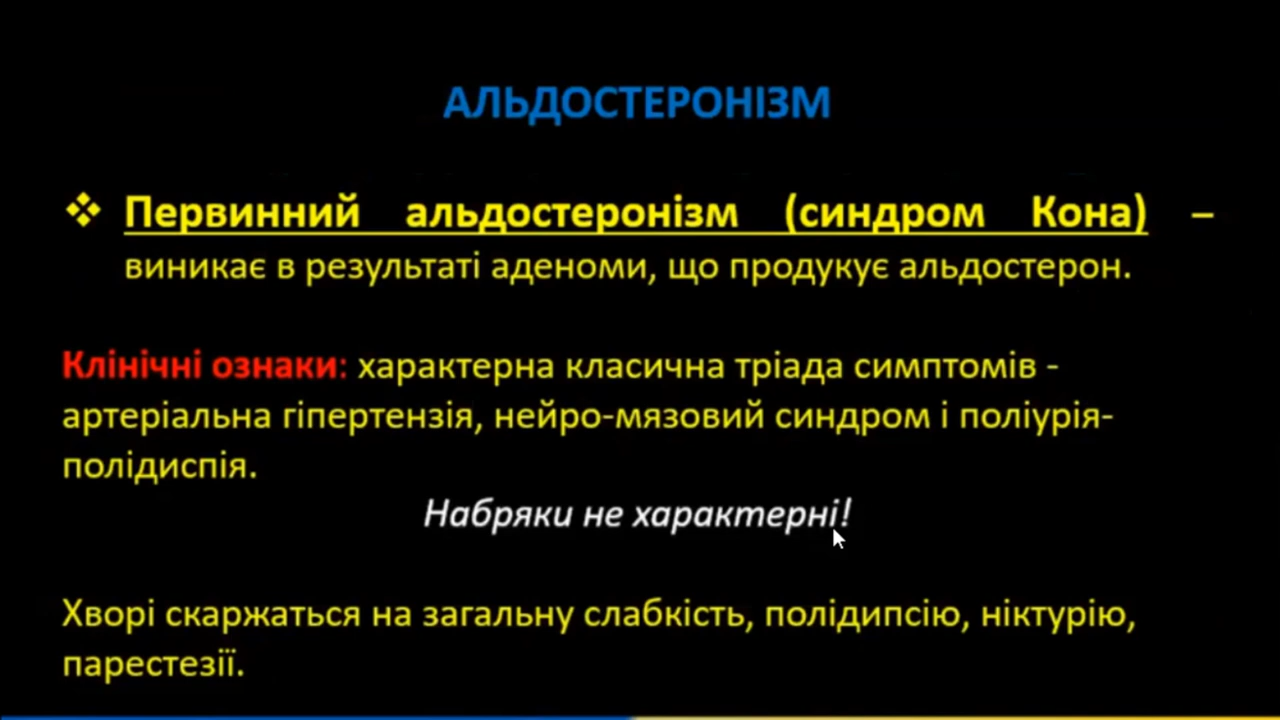 АЛЬДОСТЕРОНІЗМ
❖ Первинний альдостеронізм (синдром Кона) –
виникає в результаті аденоми, що продукує альдостерон.
Клінічні ознаки: характерна класична тріада симптомів -
артеріальна гіпертензія, нейро-мязовий синдром і поліурія-
полідиспія.
Набряки не характерні!
Хворі скаржаться на загальну слабкість, полідипсію, ніктурію,
парестезії.